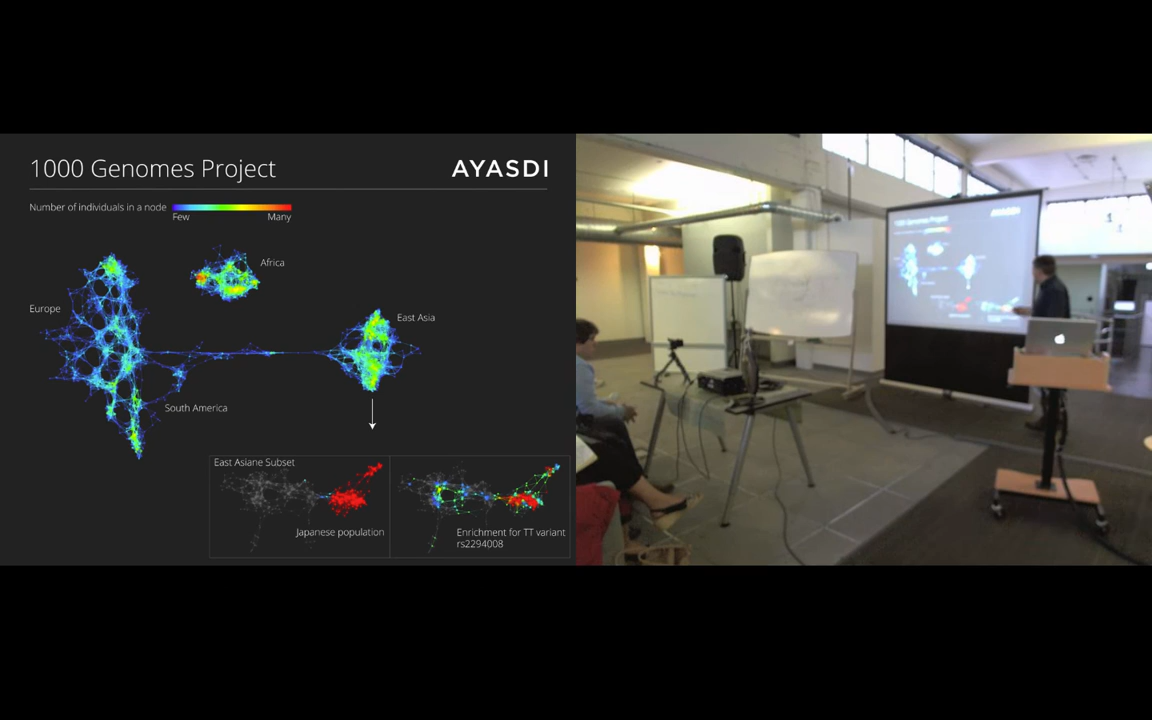 1000 Genomes Project
AYASDI
Number of individuals in a node
Few
Many
Africa
Europe
East Asia
South America
East Asiane Subset
Japanese population
Enrichment for TT variant
rs2294008
1000 Genomes Project
AYASDI